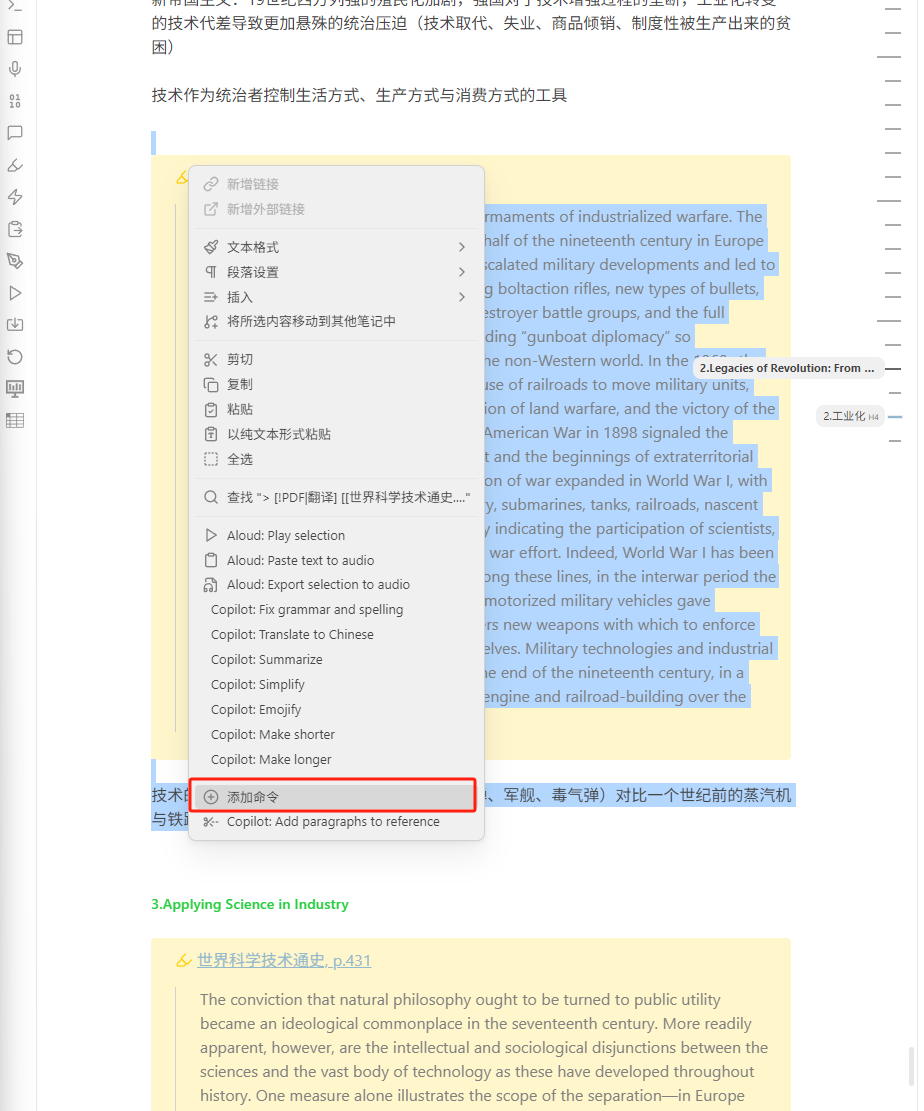 新帝国主义：19世纪西方列强的殖民化加剧，强国对于技术增强过程的垄断，工业化转变
的技术代差导致更加悬殊的统治压迫（技术取代、失业、商品倾销、制度性被生产出来的贫
困）
技术作为统治者控制生活方式、生产方式与消费方式的工具
新增链接
新增外部链接
文本格式
段落设置
插入
将所选内容移动到其他笔记中
剪切
复制
粘贴
以纯文本形式粘贴
全选
查找 "> [!PDF|翻译] [[世界科学技术通史...."
Aloud: Play selection
Aloud: Paste text to audio
Aloud: Export selection to audio
Copilot: Fix grammar and spelling
Copilot: Translate to Chinese
Copilot: Summarize
Copilot: Simplify
Copilot: Emojify
Copilot: Make shorter
Copilot: Make longer
添加命令
Copilot: Add paragraphs to reference
rmaments of industrialized warfare. The
half of the nineteenth century in Europe
scalated military developments and led to
g boltaction rifles, new types of bullets,
estroyer battle groups, and the full
ding “gunboat diplomacy” so
he non-Western world. In the
use of railroads to move military units,
ion of land warfare, and the victory of the
American War in 1898 signaled the
t and the beginnings of extraterritorial
on of war expanded in World War I, with
y, submarines, tanks, railroads, nascent
y indicating the participation of scientists,
war effort. Indeed, World War I has been
ong these lines, in the interwar period the
motorized military vehicles gave
ers new weapons with which to enforce
elves. Military technologies and industrial
he end of the nineteenth century, in a
engine and railroad-building over the
2.Legacies of Revolution: From ...
2.工业化 H4
技术的 、军舰、毒气弹）对比一个世纪前的蒸汽机
与铁路
3.Applying Science in Industry
世界科学技术通史, p.431
The conviction that natural philosophy ought to be turned to public utility
became an ideological commonplace in the seventeenth century. More readily
apparent, however, are the intellectual and sociological disjunctions between the
sciences and the vast body of technology as these have developed throughout
history. One measure alone illustrates the scope of the separation—in Europe